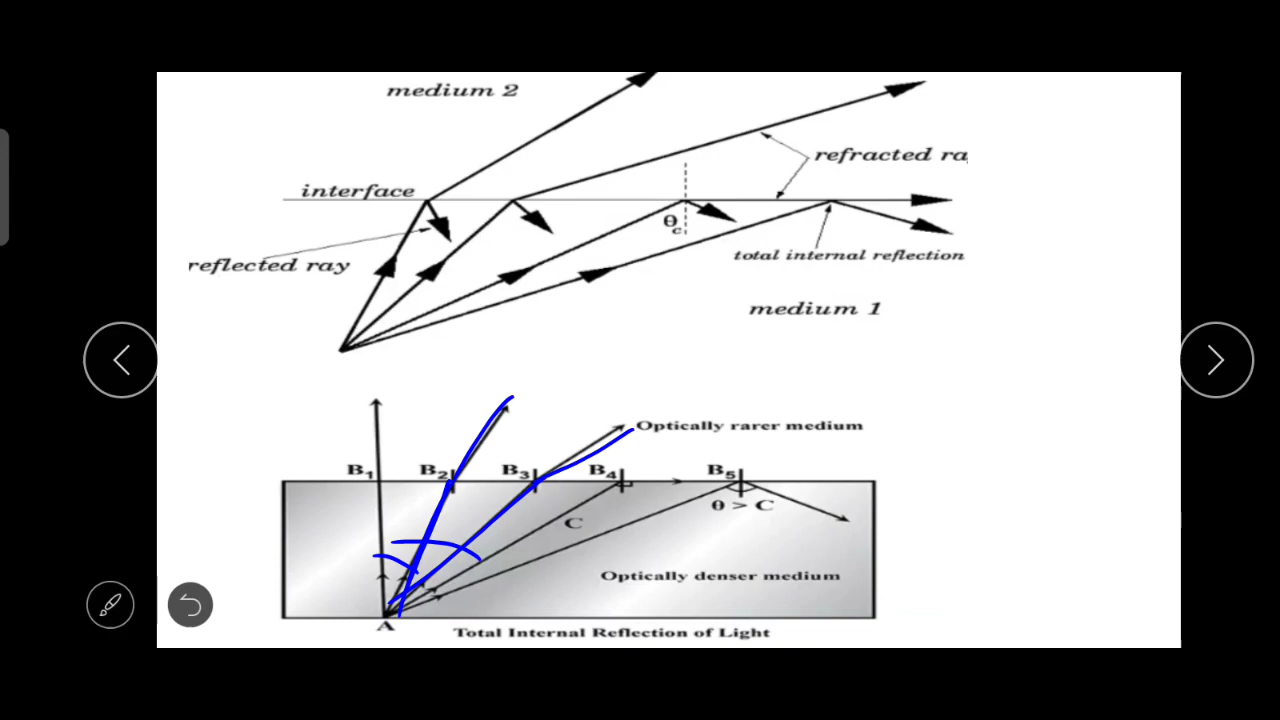 medium 2
refracted ra
interface
θc
reflected ray
total internal reflection
medium 1
Optically rarer medium
B1 B2 B3 B4 B5
θ > C
C
Optically denser medium
A
Total Internal Reflection of Light